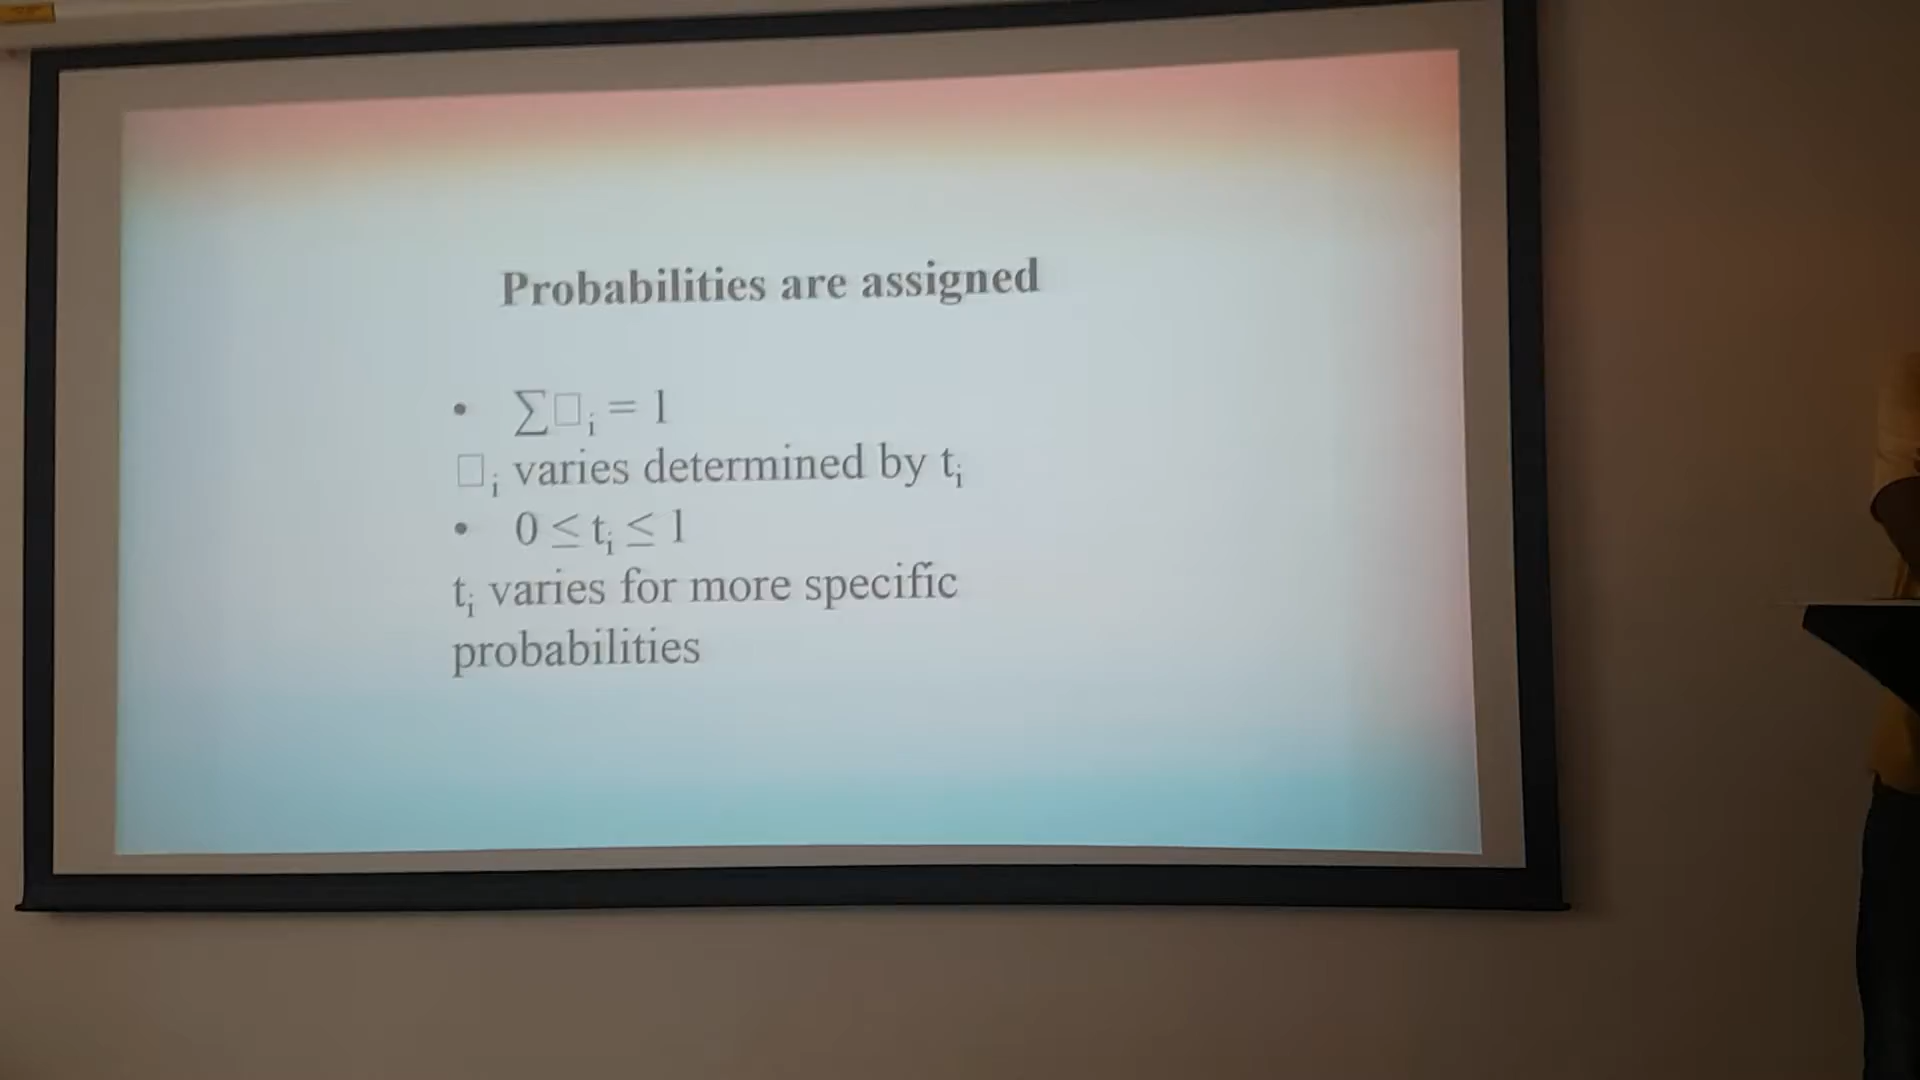 Probabilities are assigned
• ∑□ᵢ = 1
□ᵢ varies determined by tᵢ
• 0 ≤ tᵢ ≤ 1
tᵢ varies for more specific
probabilities